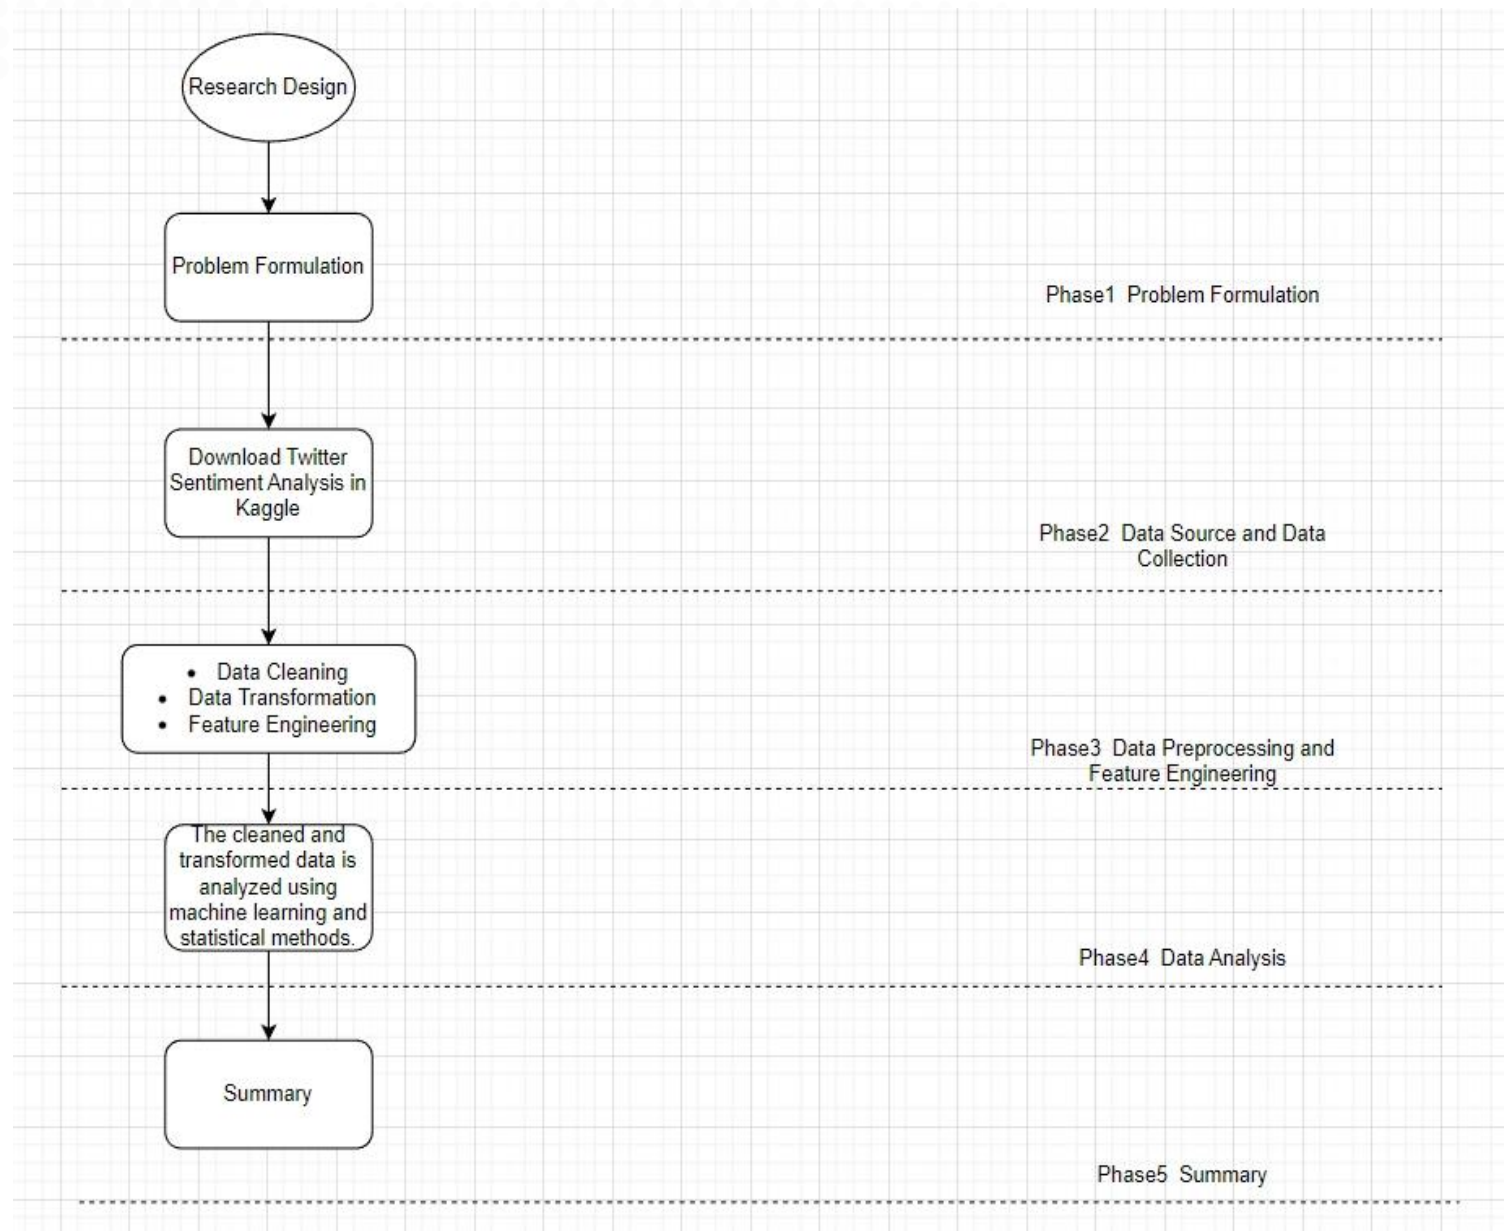 Research Design
Problem Formulation
Phase1  Problem Formulation
Download Twitter
Sentiment Analysis in
Kaggle
Phase2  Data Source and Data
Collection
• Data Cleaning
• Data Transformation
• Feature Engineering
Phase3  Data Preprocessing and
Feature Engineering
The cleaned and
transformed data is
analyzed using
machine learning and
statistical methods.
Phase4  Data Analysis
Summary
Phase5  Summary